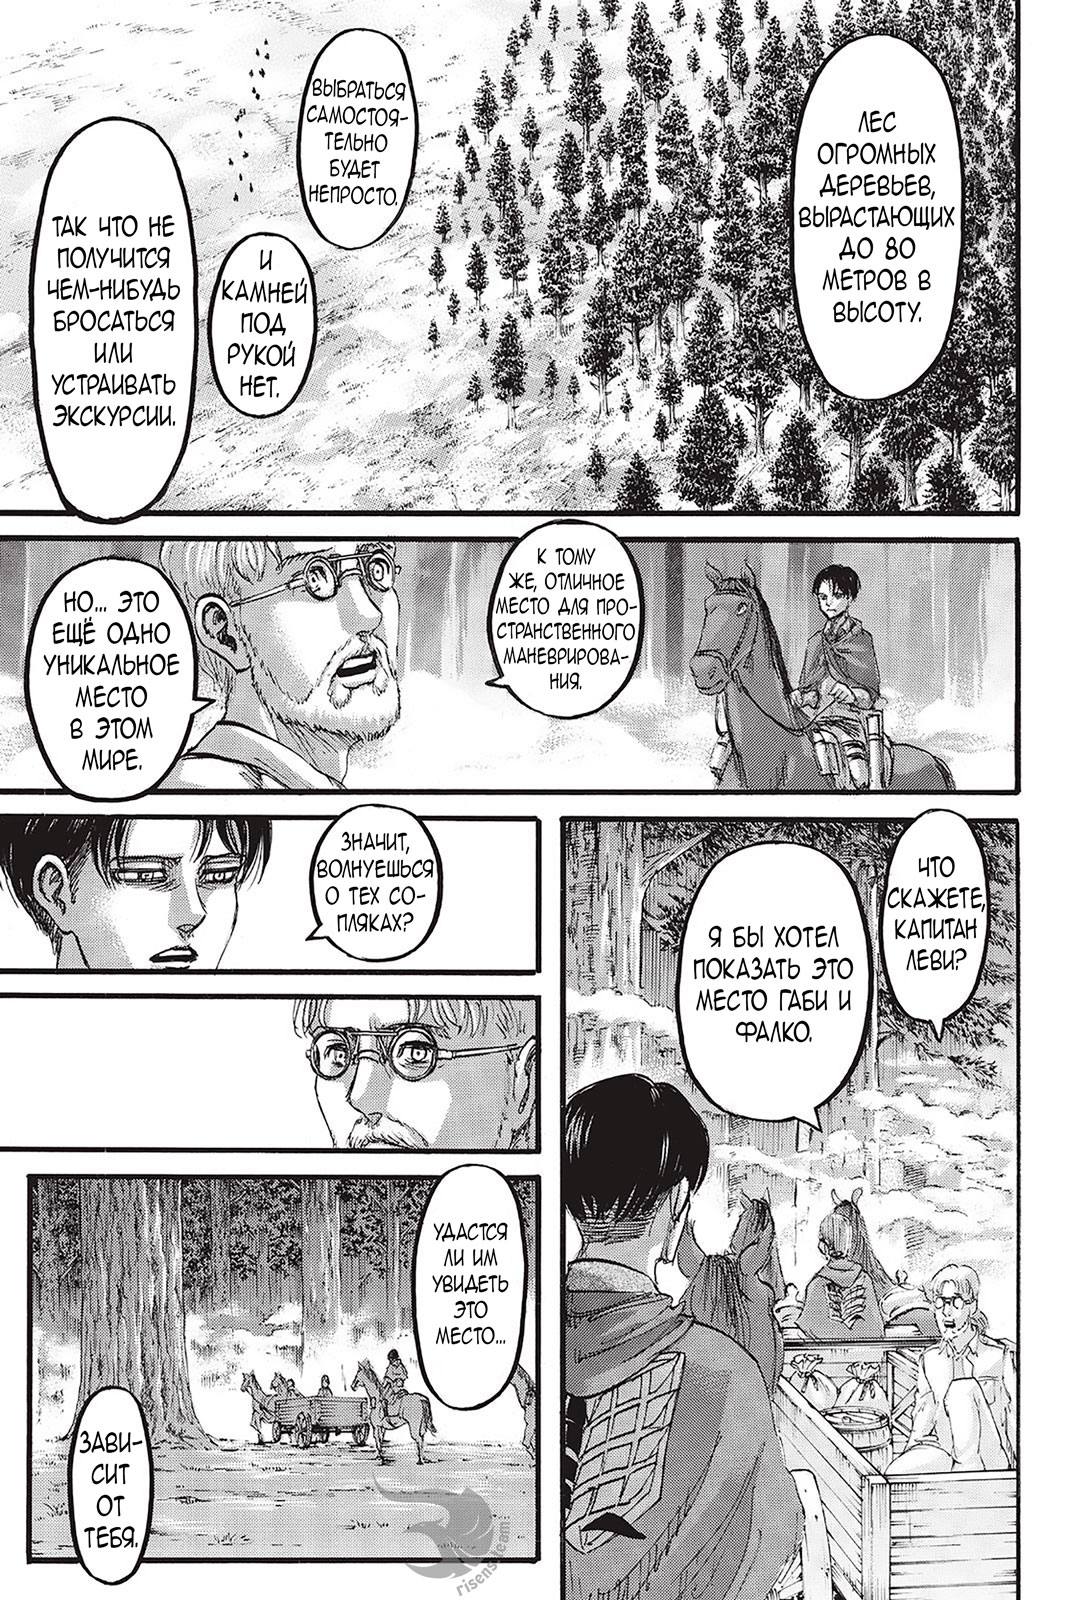 ЛЕС
ОГРОМНЫХ
ДЕРЕВЬЕВ,
ВЫРАСТАЮЩИХ
ДО 80
МЕТРОВ В
ВЫСОТУ.
ВЫБРАТЬСЯ
САМОСТОЯ-
ТЕЛЬНО
БУДЕТ
НЕПРОСТО.
И
КАМНЕЙ
ПОД
РУКОЙ
НЕТ.
ТАК ЧТО НЕ
ПОЛУЧИТСЯ
ЧЕМ-НИБУДЬ
БРОСАТЬСЯ
ИЛИ
УСТРАИВАТЬ
ЭКСКУРСИИ.
К ТОМУ
ЖЕ, ОТЛИЧНОЕ
МЕСТО ДЛЯ ПРО-
СТРАНСТВЕННОГО
МАНЕВРИРОВА-
НИЯ.
НО... ЭТО
ЕЩЁ ОДНО
УНИКАЛЬНОЕ
МЕСТО
В ЭТОМ
МИРЕ.
ЧТО
СКАЖЕТЕ,
КАПИТАН
ЛЕВИ?
Я БЫ ХОТЕЛ
ПОКАЗАТЬ ЭТО
МЕСТО ГАБИ И
ФАЛКО.
ЗНАЧИТ,
ВОЛНУЕШЬСЯ
О ТЕХ СО-
ПЛЯКАХ?
УДАСТСЯ
ЛИ ИМ
УВИДЕТЬ
ЭТО
МЕСТО...
ЗАВИ-
СИТ
ОТ
ТЕБЯ.